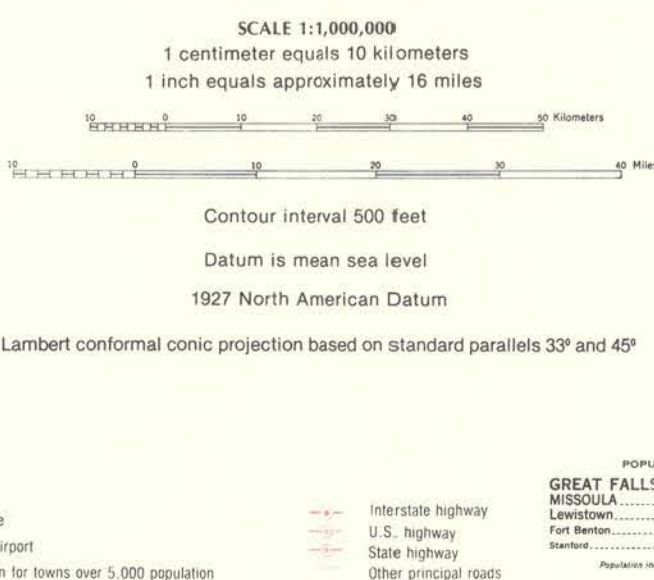 SCALE 1:1,000,000
1 centimeter equals 10 kilometers
1 inch equals approximately 16 miles
10 0 10 20 30 40 50 Kilometers
10 0 10 20 30 40 Miles
Contour interval 500 feet
Datum is mean sea level
1927 North American Datum
Lambert conformal conic projection based on standard parallels 33° and 45°
POPU
GREAT FALLS
MISSOULA
Lewistown
Fort Benton
Stanford
Population in
Interstate highway
U.S. highway
State highway
Other principal roads
e
irport
n for towns over 5,000 population